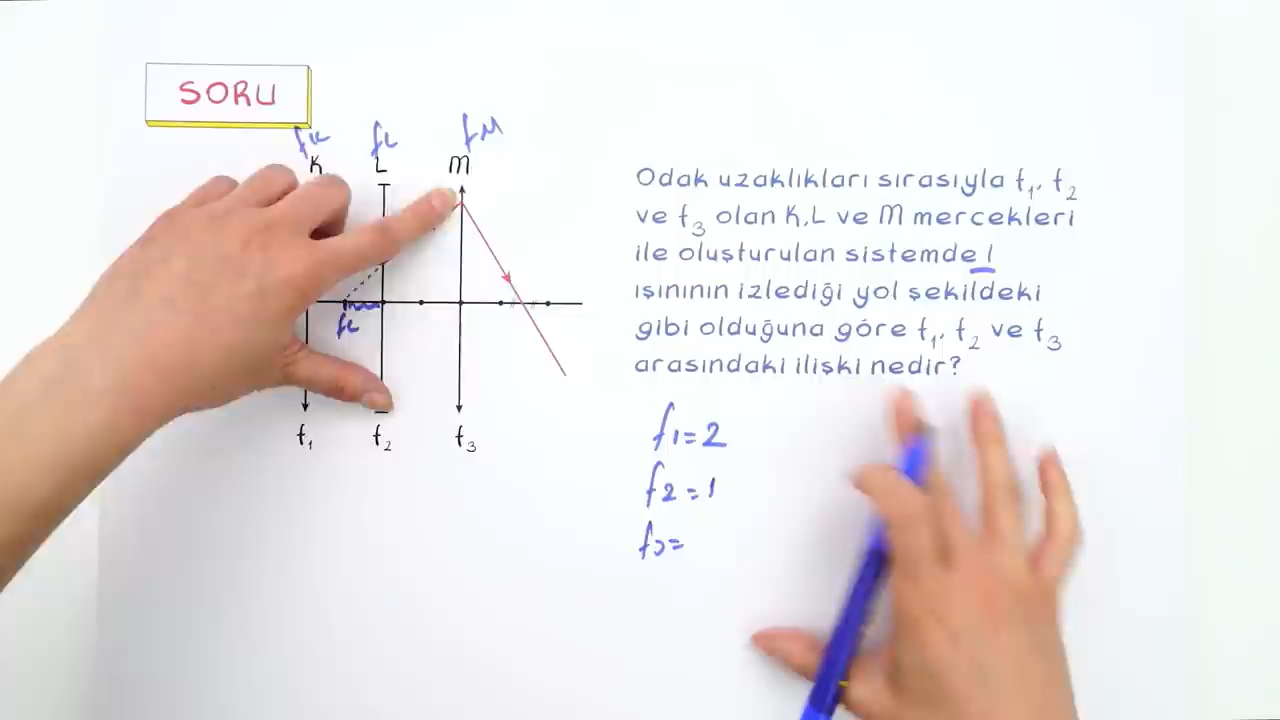 SORU
fK fL fM
K L M
fL
f₁ f₂ f₃
Odak uzaklıkları sırasıyla f₁, f₂
ve f₃ olan K,L ve M mercekleri
ile oluşturulan sistemde I
ışınının izlediği yol şekildeki
gibi olduğuna göre f₁, f₂ ve f₃
arasındaki ilişki nedir?
f1=2
f2=1
f3=